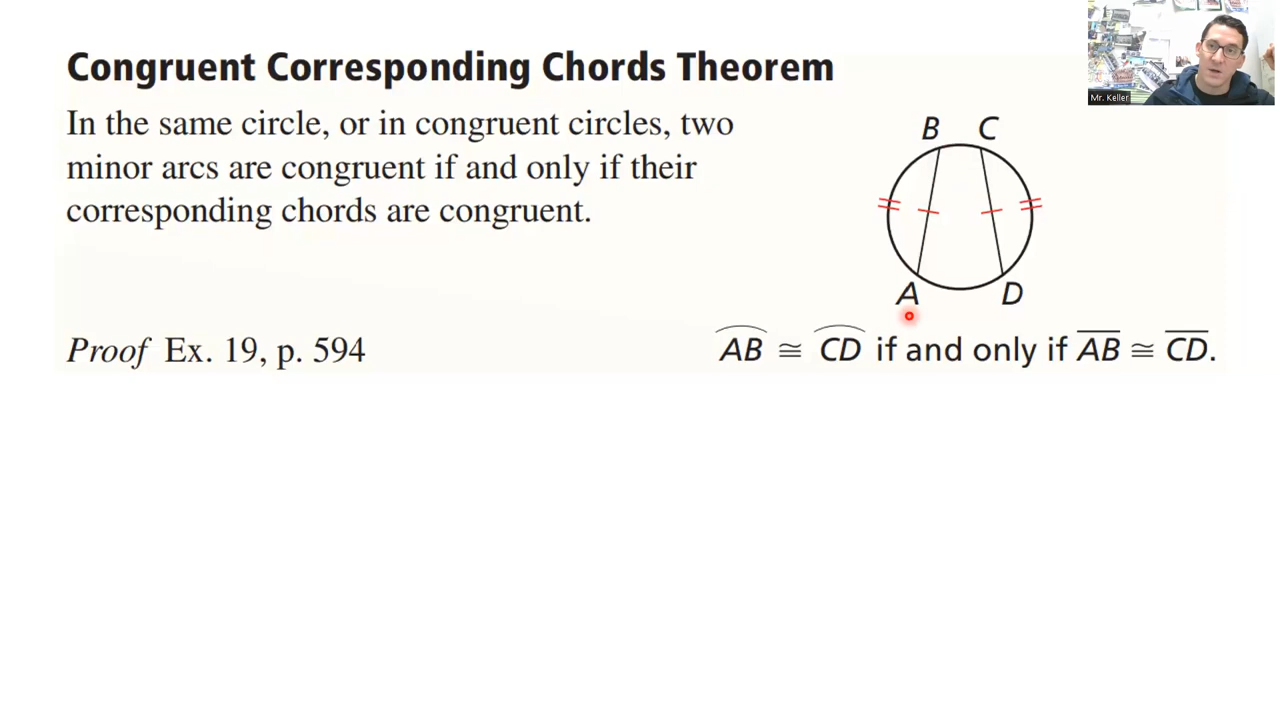 Congruent Corresponding Chords Theorem
Mr. Keller
In the same circle, or in congruent circles, two
minor arcs are congruent if and only if their
corresponding chords are congruent.
B C
A D
Proof Ex. 19, p. 594
AB ≅ CD if and only if AB ≅ CD.